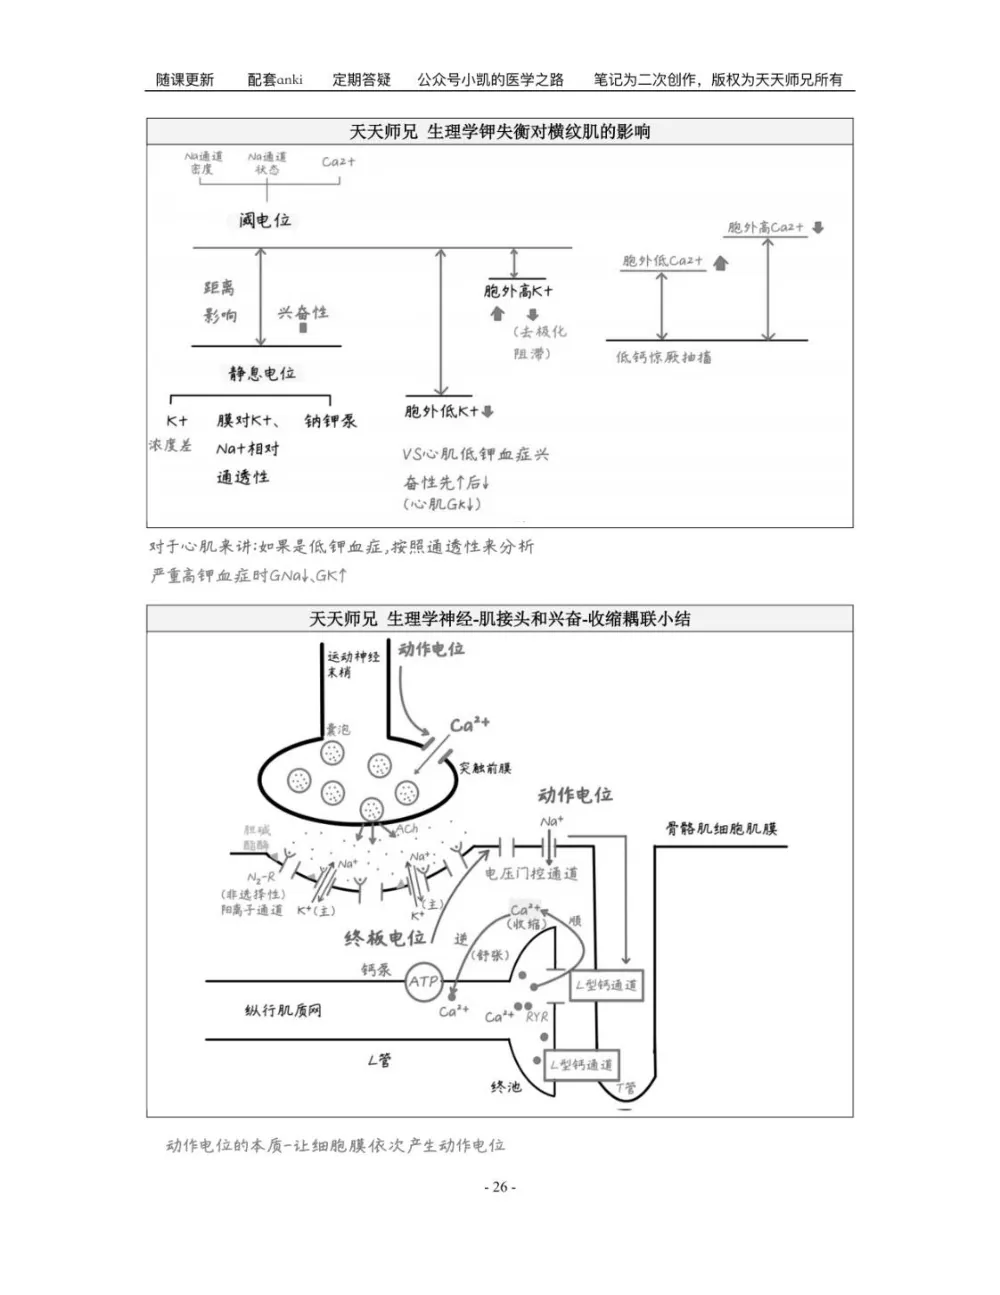 随课更新 配套anki 定期答疑 公众号小凯的医学之路 笔记为二次创作，版权为天天师兄所有
天天师兄 生理学钾失衡对横纹肌的影响
Na通道密度 Na通道状态 Ca2+
阈电位
距离影响 兴奋性
静息电位
K+ 浓度差
膜对K+、
Na+相对
通透性
钠钾泵
胞外高K+
⬆ ⬇
(去极化
阻滞)
胞外低K+⬇
VS心肌低钾血症兴
奋性先↑后↓
(心肌Gk↓)
胞外低Ca2+ ⬆
胞外高Ca2+ ⬇
低钙惊厥抽搐
对于心肌来讲:如果是低钾血症,按照通透性来分析
严重高钾血症时GNa↓、GK↑
天天师兄 生理学神经-肌接头和兴奋-收缩耦联小结
运动神经
末梢
动作电位
囊泡
Ca²+
突触前膜
ACh
胆碱
酯酶
N₂-R
(非选择性)
阳离子通道
Na+
K+(主)
Na+
K+(主)
终板电位
动作电位
Na+
电压门控通道
骨骼肌细胞肌膜
Ca²+
(收缩)
顺
逆
(舒张)
钙泵
ATP
Ca²+
Ca²+
RYR
L型钙通道
L型钙通道
纵行肌质网
L管
终池
T管
动作电位的本质-让细胞膜依次产生动作电位
- 26 -